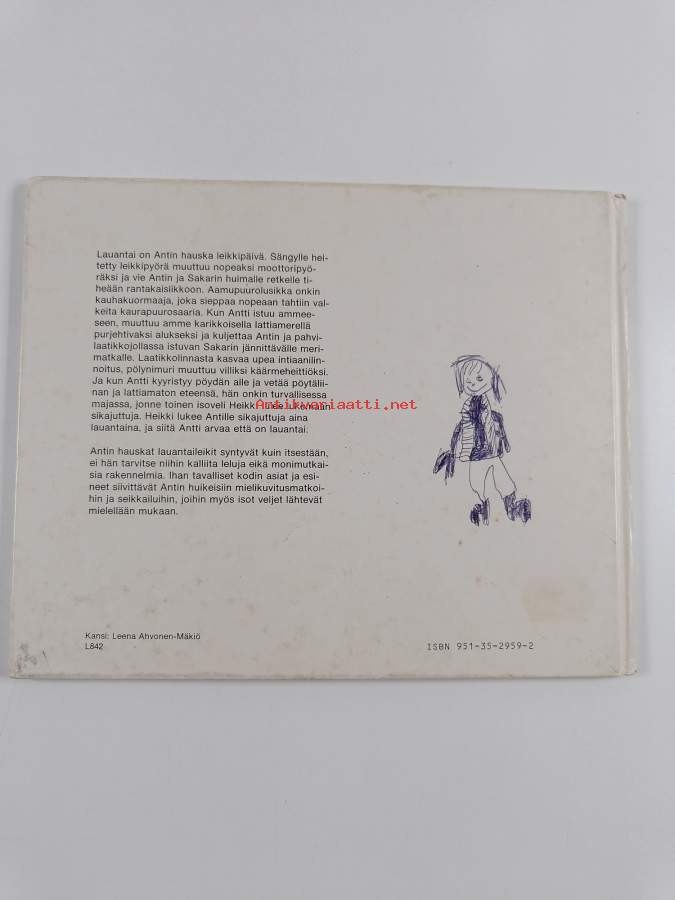 Lauantai on Antin hauska leikkipäivä. Sängylle hei-
tetty leikkipyörä muuttuu nopeaksi moottoripyö-
räksi ja vie Antin ja Sakarin huimalle retkelle ti-
heään rantakaisiikkoon. Aamupuurolusikka onkin
kauhakuormaaja, joka sieppaa nopeaan tahtiin val-
keita kaurapuurosaaria. Kun Antti istuu ammee-
seen, muuttuu amme karikkoisella lattiamerellä
purjehtivaksi alukseksi ja kuljettaa Antin ja pahvi-
laatikkojollassa istuvan Sakarin jännittävälle meri-
matkalle. Laatikkolinnasta kasvaa upea intiaanilin-
noitus, pölynimuri muuttuu villiksi käärmeheittiöksi.
Ja kun Antti kyyristyy pöydän alle ja vetää pöytälii-
nan ja lattiamaton eteensä, hän onkin turvallisessa
majassa, jonne toinen isoveli Heikki tulee lukemaan
sikajuttuja. Heikki lukee Antille sikajuttuja aina
lauantaina, ja siitä Antti arvaa että on lauantai.
Antikvariaatti.net
Antin hauskat lauantaileikit syntyvät kuin itsestään,
ei hän tarvitse niihin kalliita leluja eikä monimutkai-
sia rakennelmia. Ihan tavalliset kodin asiat ja esi-
neet siivittävät Antin huikeisiin mielikuvitusmatkoi-
hin ja seikkailuihin, joihin myös isot veljet lähtevät
mielellään mukaan.
Kansi: Leena Ahvonen-Mäkiö
L842
ISBN 951-35-2959-2